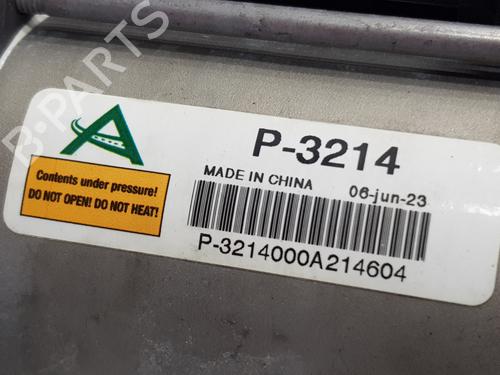 B-PARTS
A
P-3214
MADE IN CHINA 06-jun-23
Contents under pressure!
DO NOT OPEN! DO NOT HEAT!
P-3214000A214604